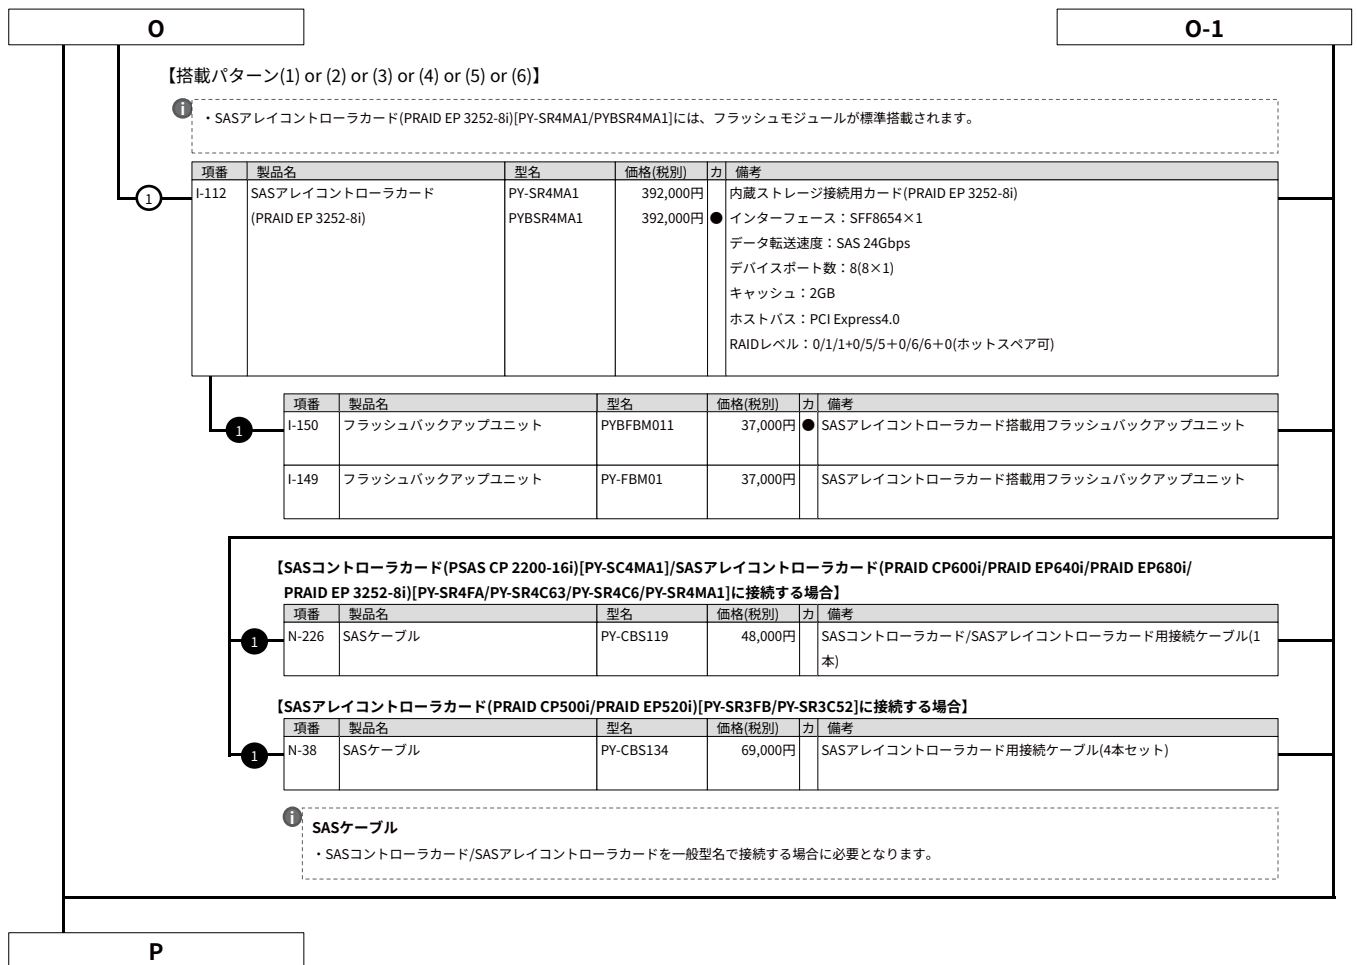 O
O-1
【搭載パターン(1) or (2) or (3) or (4) or (5) or (6)】
i
・SASアレイコントローラカード(PRAID EP 3252-8i)[PY-SR4MA1/PYBSR4MA1]には、フラッシュモジュールが標準搭載されます。
項番 製品名 型名 価格(税別) カ 備考
1 I-112 SASアレイコントローラカード PY-SR4MA1 392,000円 内蔵ストレージ接続用カード(PRAID EP 3252-8i)
(PRAID EP 3252-8i) PYBSR4MA1 392,000円 ● インターフェース：SFF8654×1
データ転送速度：SAS 24Gbps
デバイスポート数：8(8×1)
キャッシュ：2GB
ホストバス：PCI Express4.0
RAIDレベル：0/1/1+0/5/5＋0/6/6＋0(ホットスペア可)
項番 製品名 型名 価格(税別) カ 備考
1 I-150 フラッシュバックアップユニット PYBFBM011 37,000円 ● SASアレイコントローラカード搭載用フラッシュバックアップユニット
I-149 フラッシュバックアップユニット PY-FBM01 37,000円 SASアレイコントローラカード搭載用フラッシュバックアップユニット
【SASコントローラカード(PSAS CP 2200-16i)[PY-SC4MA1]/SASアレイコントローラカード(PRAID CP600i/PRAID EP640i/PRAID EP680i/
PRAID EP 3252-8i)[PY-SR4FA/PY-SR4C63/PY-SR4C6/PY-SR4MA1]に接続する場合】
項番 製品名 型名 価格(税別) カ 備考
1 N-226 SASケーブル PY-CBS119 48,000円 SASコントローラカード/SASアレイコントローラカード用接続ケーブル(1
本)
【SASアレイコントローラカード(PRAID CP500i/PRAID EP520i)[PY-SR3FB/PY-SR3C52]に接続する場合】
項番 製品名 型名 価格(税別) カ 備考
1 N-38 SASケーブル PY-CBS134 69,000円 SASアレイコントローラカード用接続ケーブル(4本セット)
i
SASケーブル
・SASコントローラカード/SASアレイコントローラカードを一般型名で接続する場合に必要となります。
P